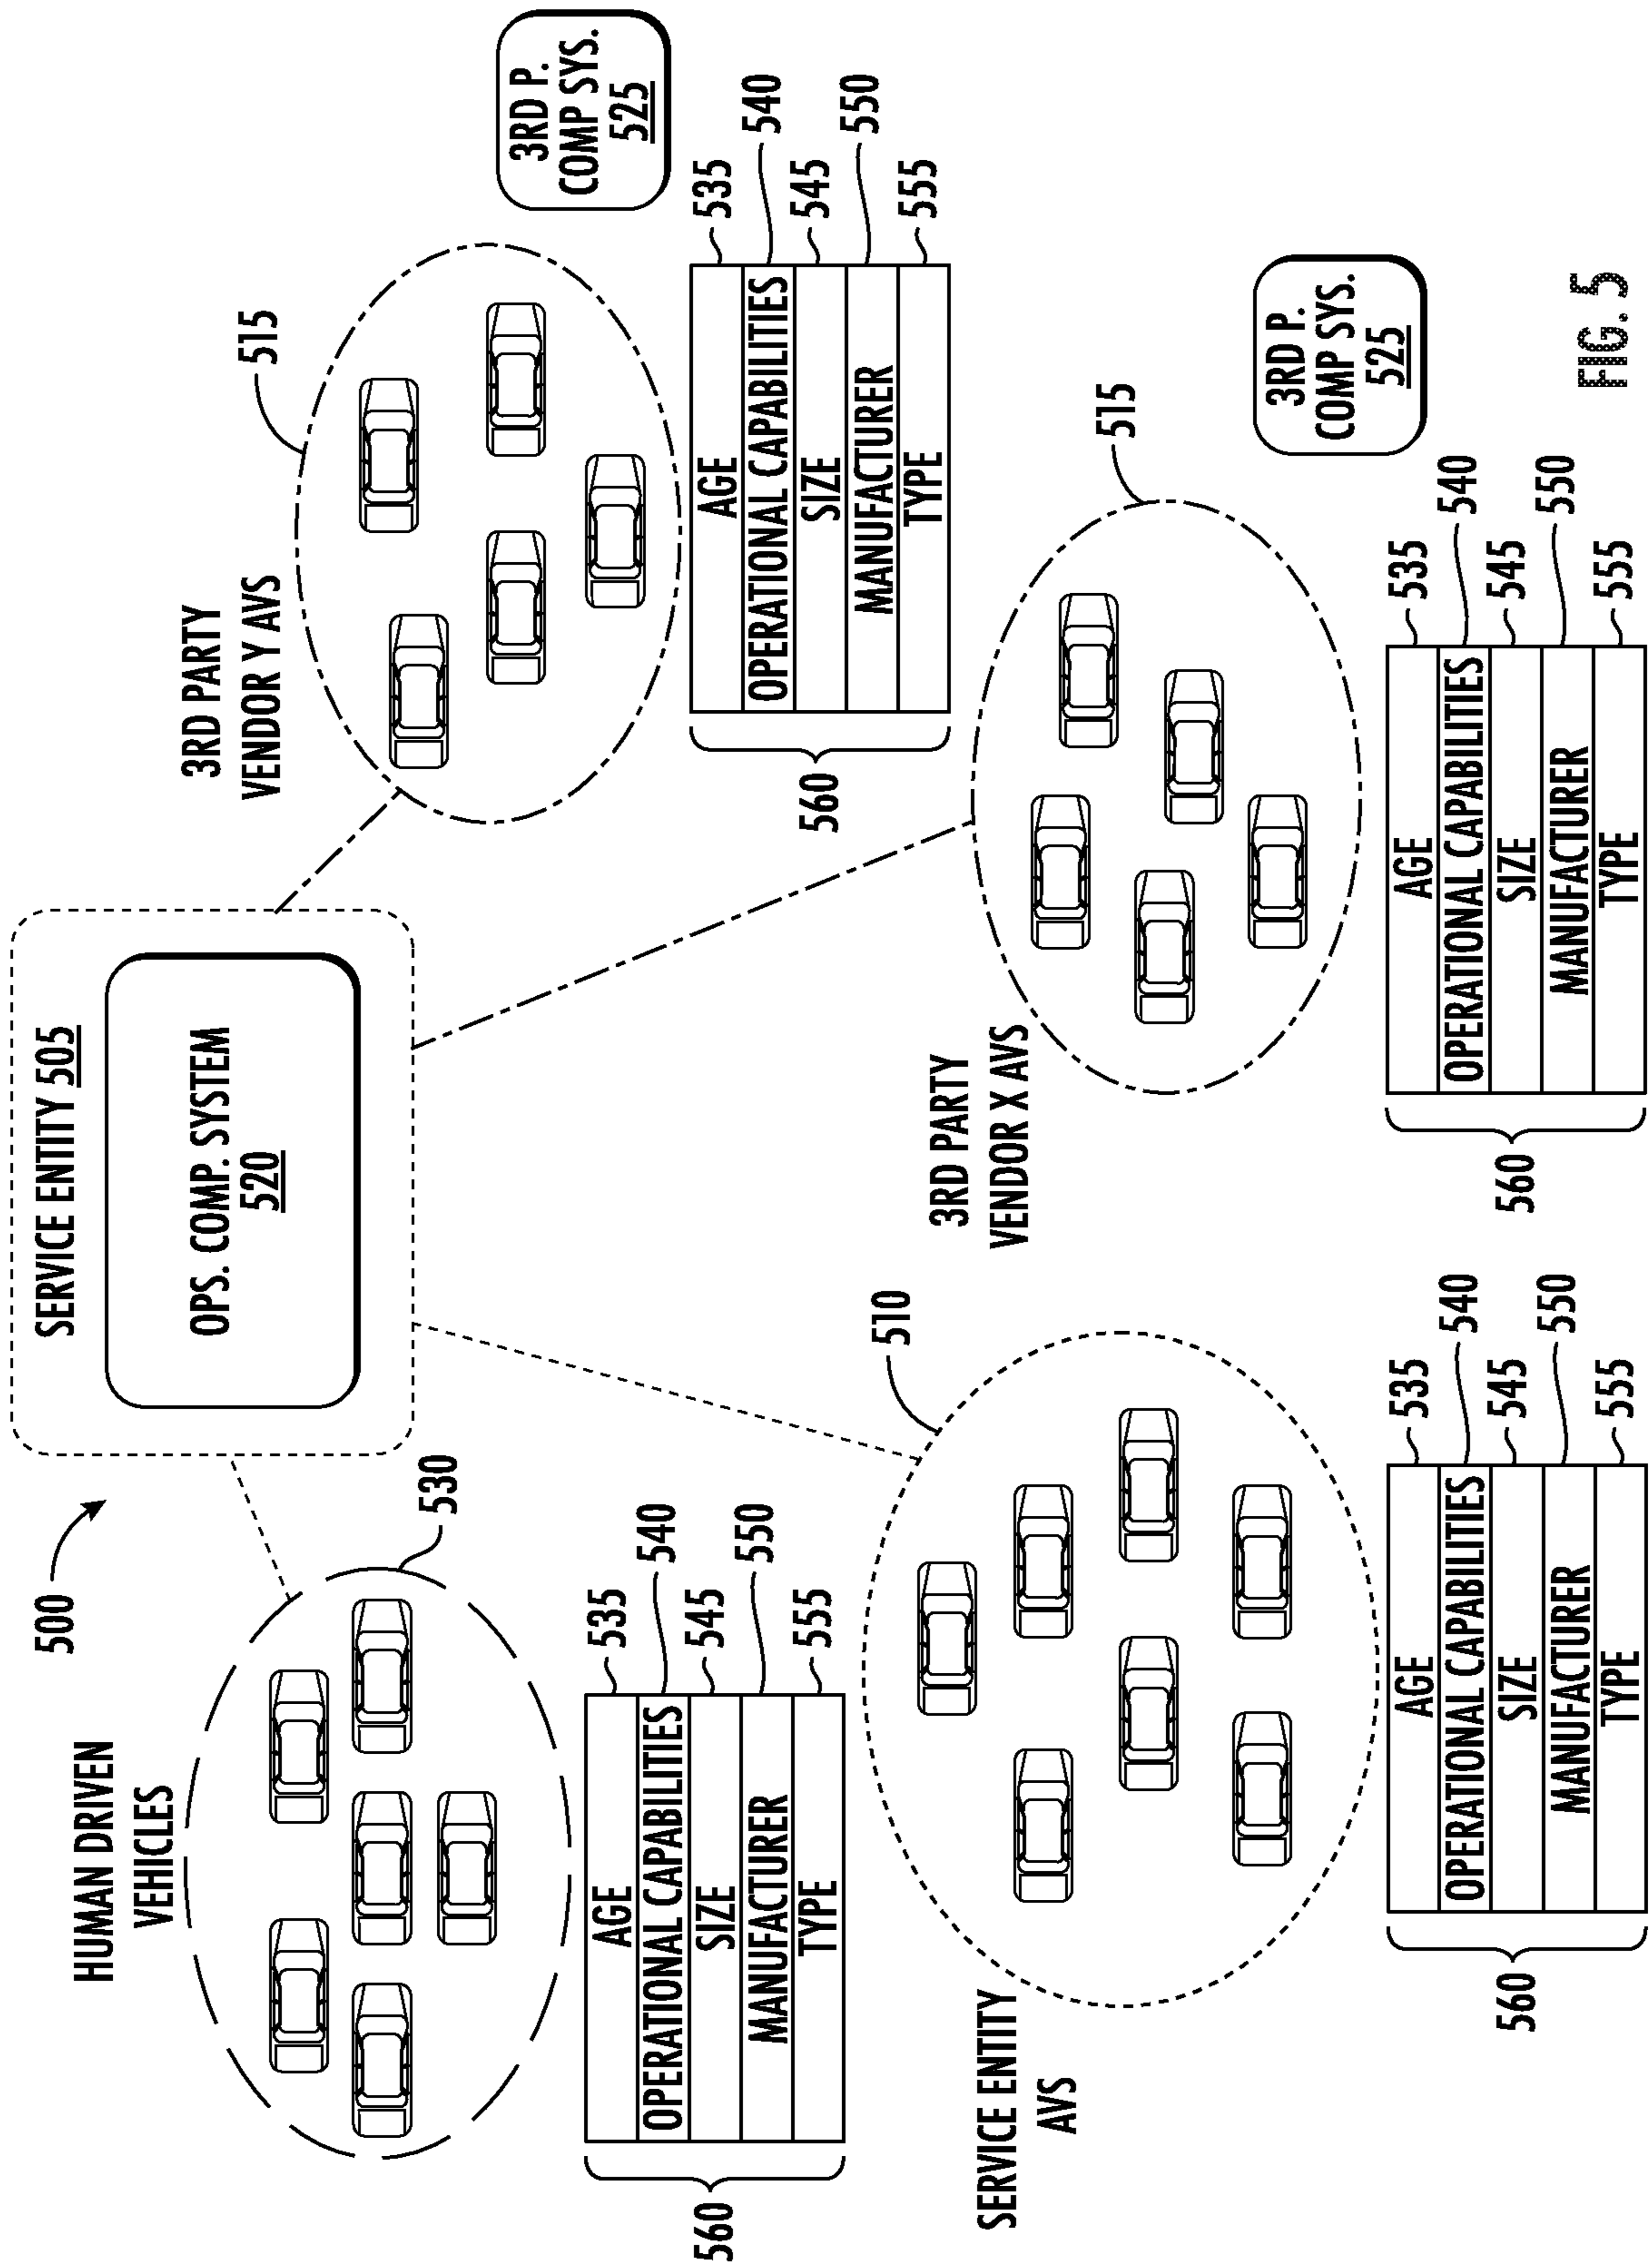 500
SERVICE ENTITY 505
OPS. COMP. SYSTEM
520
HUMAN DRIVEN
VEHICLES
530
AGE
OPERATIONAL CAPABILITIES
SIZE
MANUFACTURER
TYPE
535
540
545
550
555
560
3RD PARTY
VENDOR Y AVS
515
3RD P.
COMP SYS.
525
AGE
OPERATIONAL CAPABILITIES
SIZE
MANUFACTURER
TYPE
535
540
545
550
555
560
SERVICE ENTITY
AVS
510
AGE
OPERATIONAL CAPABILITIES
SIZE
MANUFACTURER
TYPE
535
540
545
550
555
560
3RD PARTY
VENDOR X AVS
515
3RD P.
COMP SYS.
525
AGE
OPERATIONAL CAPABILITIES
SIZE
MANUFACTURER
TYPE
535
540
545
550
555
560
FIG. 5